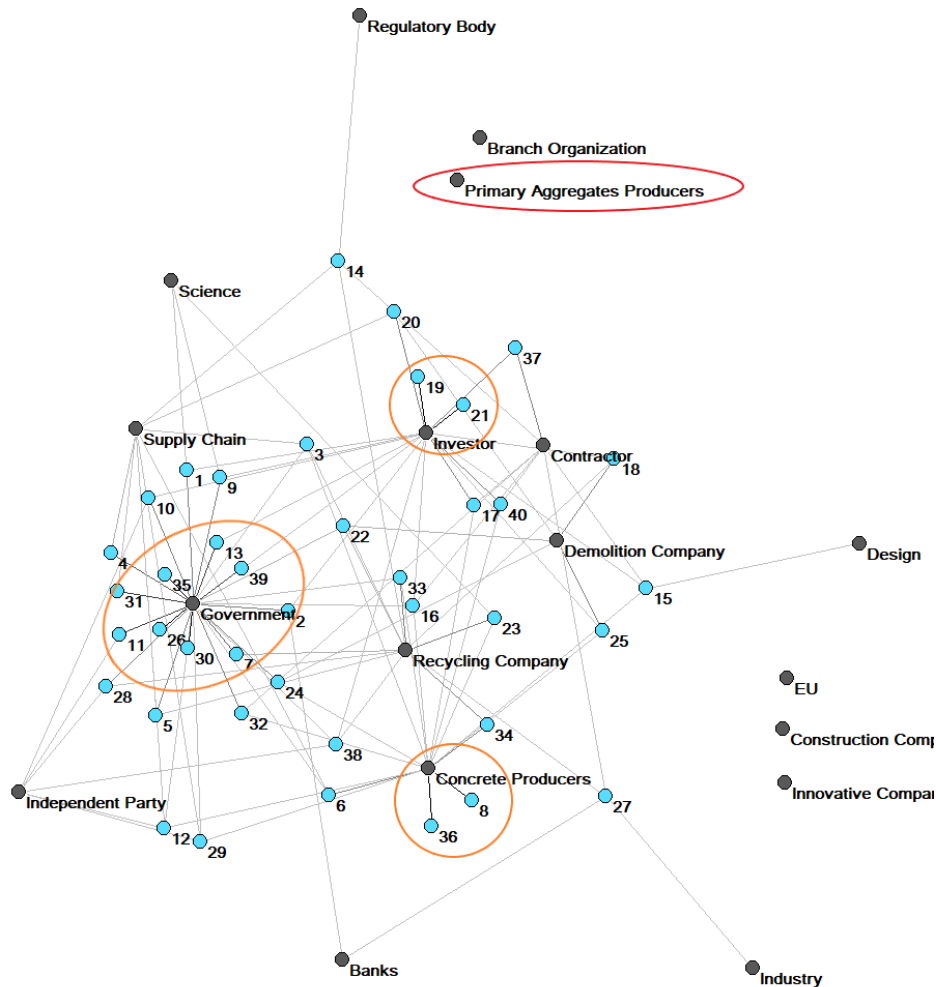 Regulatory Body
Branch Organization
Primary Aggregates Producers
14
Science
20
37
19
21
Supply Chain
Investor
3
Contractor
18
1
9
10
17
40
22
13
Demolition Company
Design
4
39
35
33
15
31
Government
2
16
23
11
26
25
30
7
Recycling Company
28
24
EU
5
32
34
Construction Comp
38
Concrete Producers
Innovative Compan
Independent Party
6
8
27
36
12
29
Banks
Industry